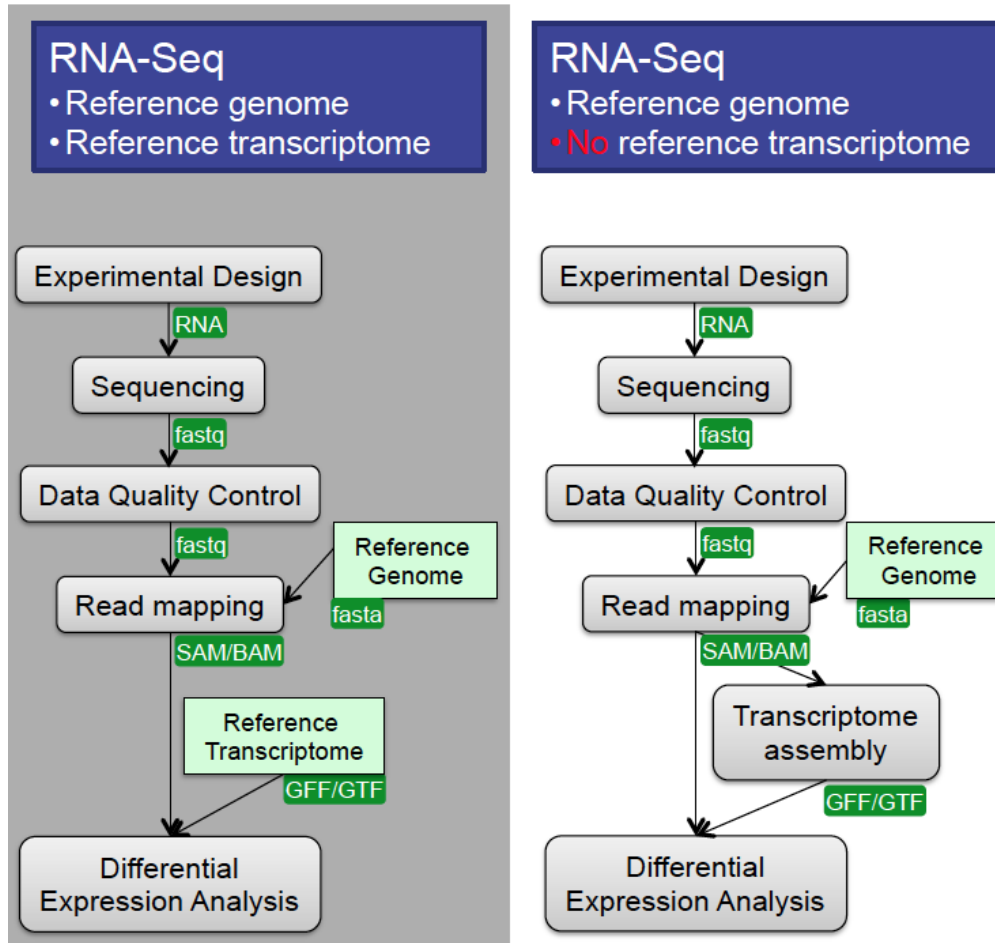 RNA-Seq
• Reference genome
• Reference transcriptome
Experimental Design
RNA
Sequencing
fastq
Data Quality Control
fastq
Reference
Genome
fasta
Read mapping
SAM/BAM
Reference
Transcriptome
GFF/GTF
Differential
Expression Analysis
RNA-Seq
• Reference genome
• No reference transcriptome
Experimental Design
RNA
Sequencing
fastq
Data Quality Control
fastq
Reference
Genome
fasta
Read mapping
SAM/BAM
Transcriptome
assembly
GFF/GTF
Differential
Expression Analysis